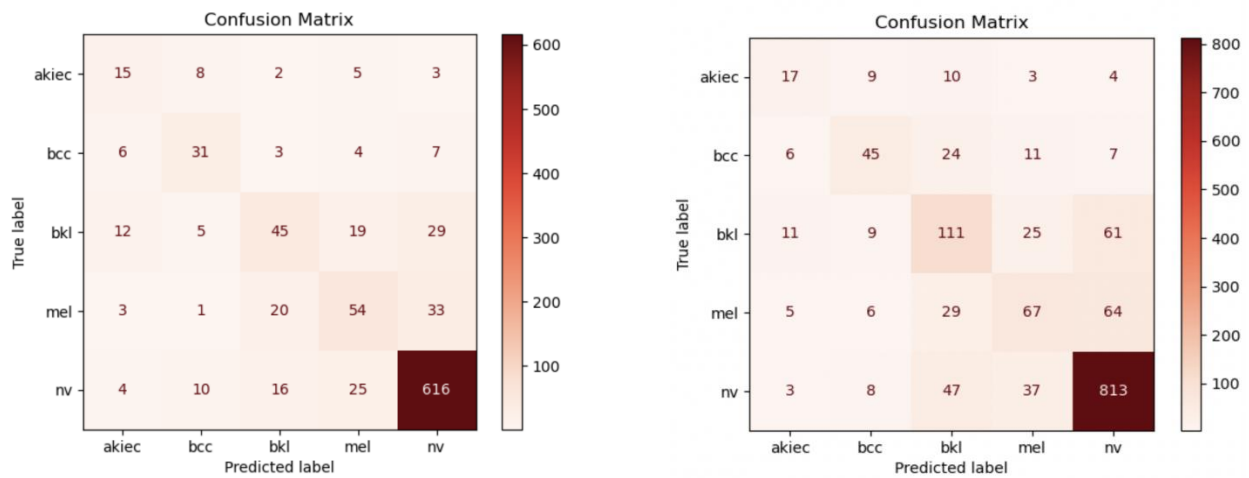 Confusion Matrix
akiec 15 8 2 5 3
bcc 6 31 3 4 7
bkl 12 5 45 19 29
mel 3 1 20 54 33
nv 4 10 16 25 616
akiec bcc bkl mel nv
Predicted label
True label
600
500
400
300
200
100
Confusion Matrix
akiec 17 9 10 3 4
bcc 6 45 24 11 7
bkl 11 9 111 25 61
mel 5 6 29 67 64
nv 3 8 47 37 813
akiec bcc bkl mel nv
Predicted label
True label
800
700
600
500
400
300
200
100